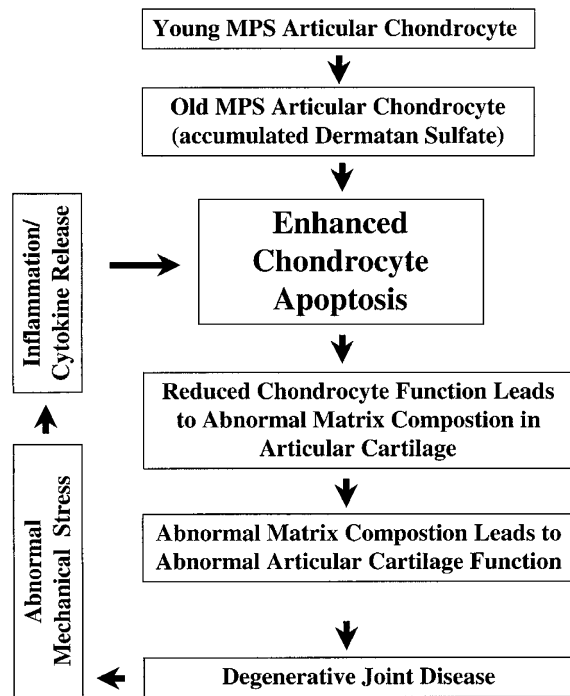 Young MPS Articular Chondrocyte
Old MPS Articular Chondrocyte
(accumulated Dermatan Sulfate)
Enhanced
Chondrocyte
Apoptosis
Reduced Chondrocyte Function Leads
to Abnormal Matrix Compostion in
Articular Cartilage
Abnormal Matrix Compostion Leads to
Abnormal Articular Cartilage Function
Degenerative Joint Disease
Abnormal
Mechanical Stress
Inflammation/
Cytokine Release